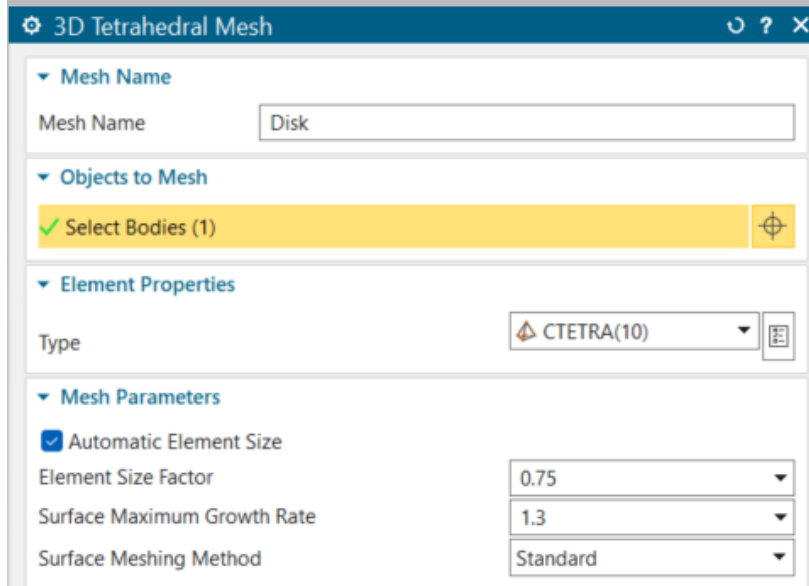 3D Tetrahedral Mesh ?
Mesh Name
Mesh Name Disk
Objects to Mesh
Select Bodies (1)
Element Properties
Type CTETRA(10)
Mesh Parameters
Automatic Element Size
Element Size Factor 0.75
Surface Maximum Growth Rate 1.3
Surface Meshing Method Standard